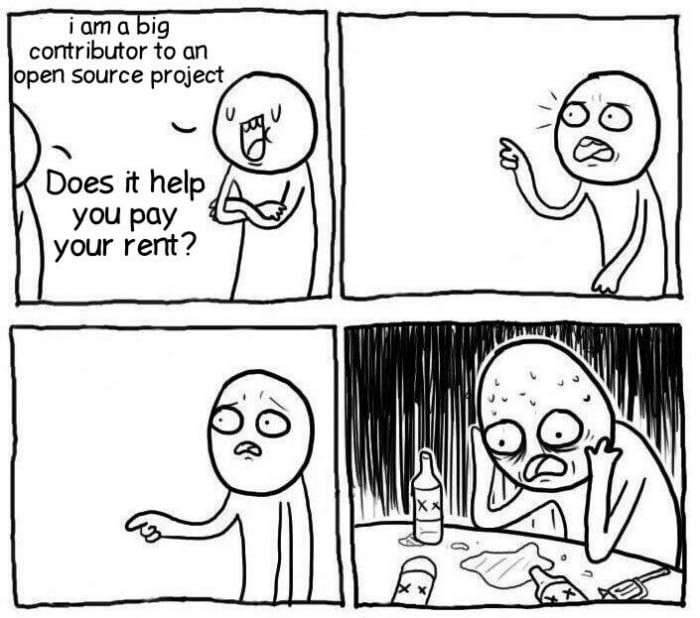 i am a big
contributor to an
open source project
Does it help
you pay
your rent?
x x
x x
x x